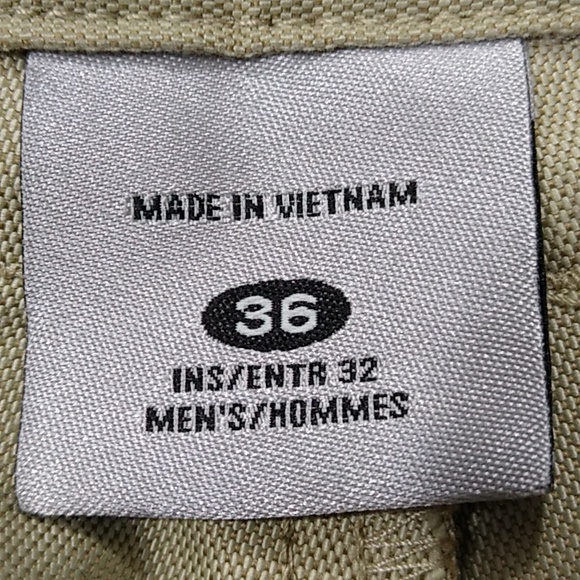 MADE IN VIETNAM
36
INS/ENTR 32
MEN'S/HOMMES